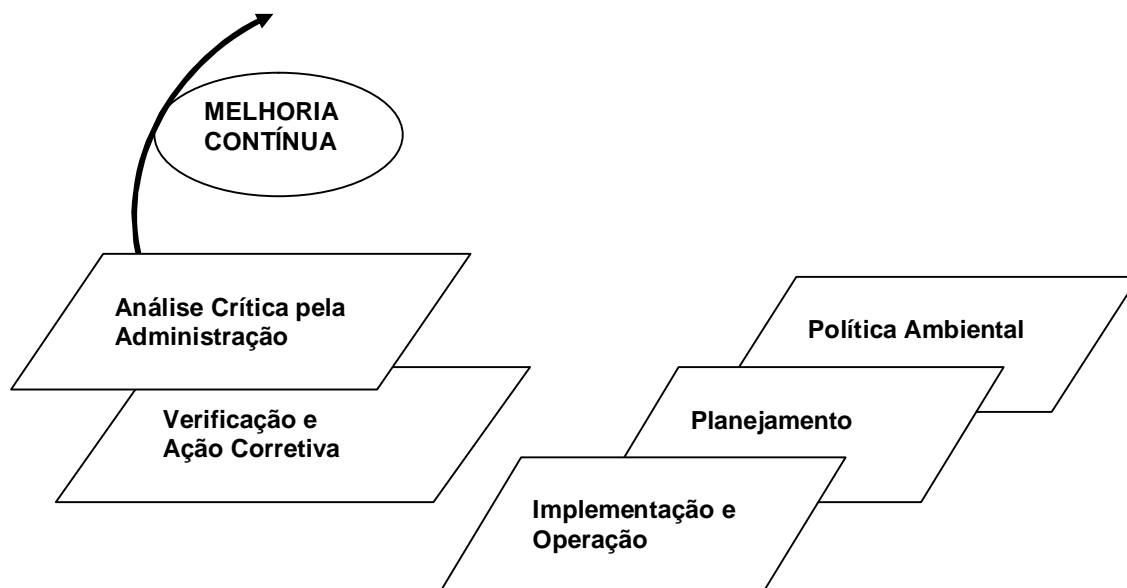 MELHORIA
CONTÍNUA
Análise Crítica pela
Administração
Política Ambiental
Verificação e
Ação Corretiva
Planejamento
Implementação e
Operação